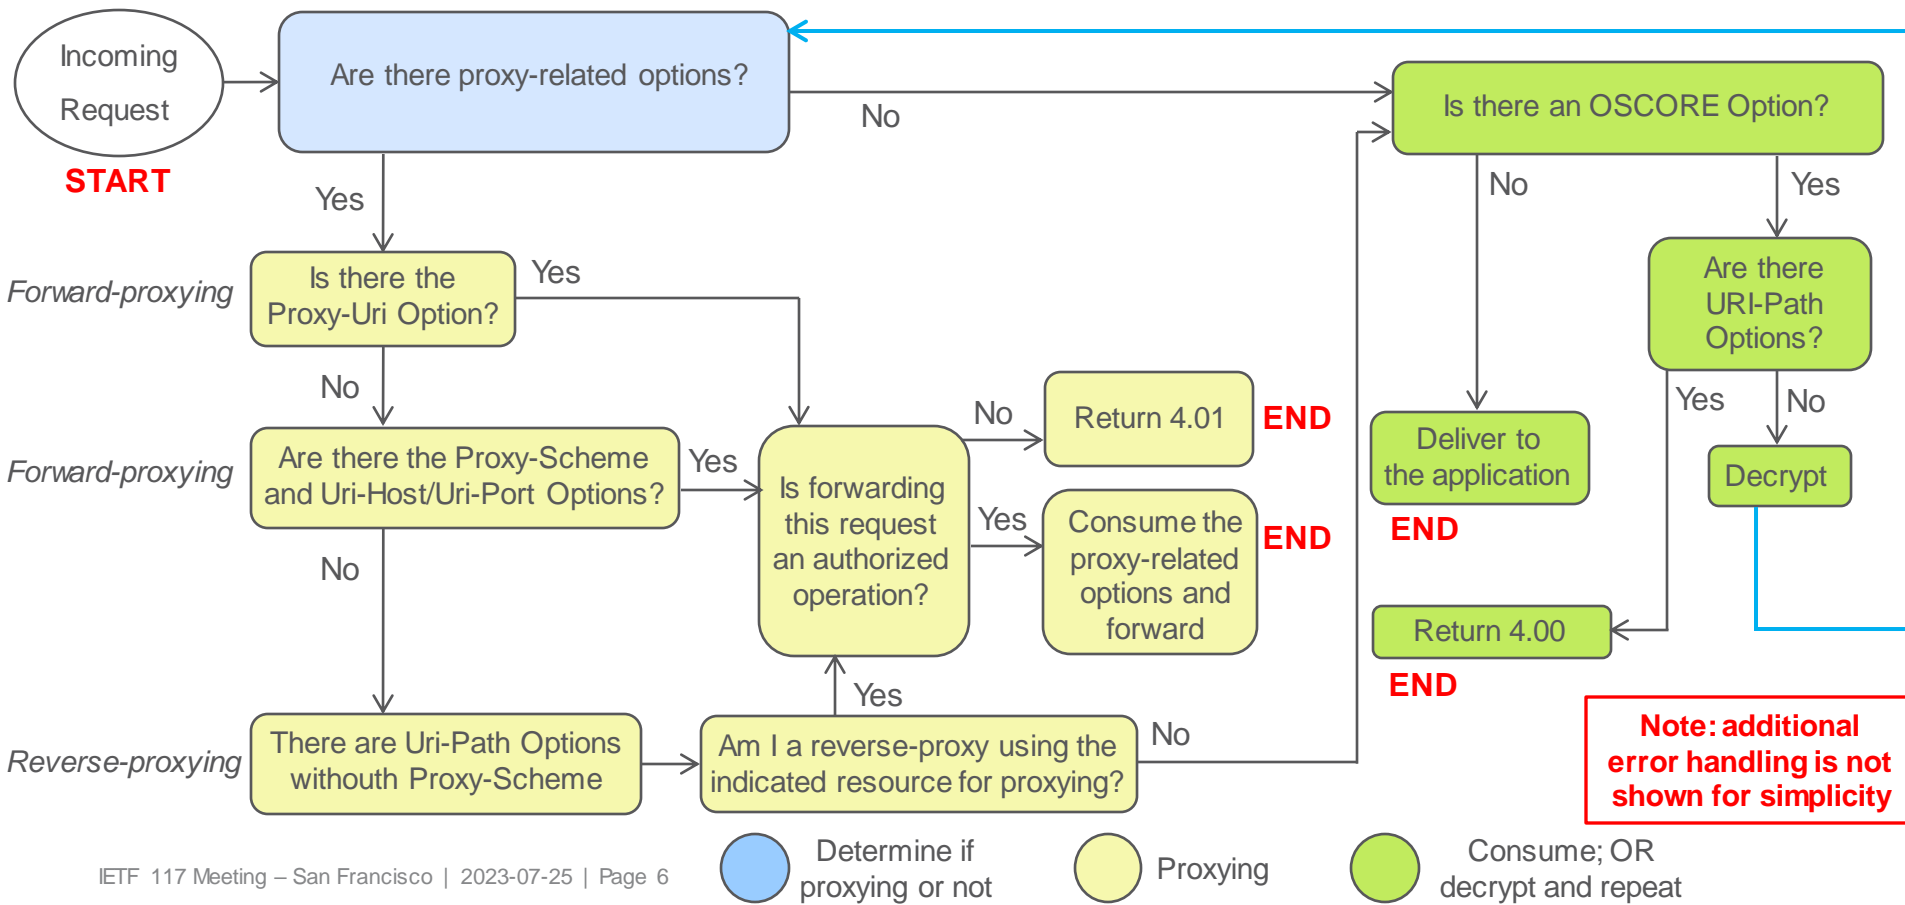 Incoming
Request
START
Are there proxy-related options?
No
Is there an OSCORE Option?
Yes
No
Yes
Forward-proxying
Is there the
Proxy-Uri Option?
Yes
Are there
URI-Path
Options?
No
Yes
No
Forward-proxying
Are there the Proxy-Scheme
and Uri-Host/Uri-Port Options?
Yes
Is forwarding
this request
an authorized
operation?
No
Return 4.01
END
Yes
Consume the
proxy-related
options and
forward
END
Deliver to
the application
END
Decrypt
No
Return 4.00
END
Yes
Reverse-proxying
There are Uri-Path Options
withouth Proxy-Scheme
Am I a reverse-proxy using the
indicated resource for proxying?
No
Note: additional
error handling is not
shown for simplicity
IETF 117 Meeting – San Francisco | 2023-07-25 | Page 6
Determine if
proxying or not
Proxying
Consume; OR
decrypt and repeat